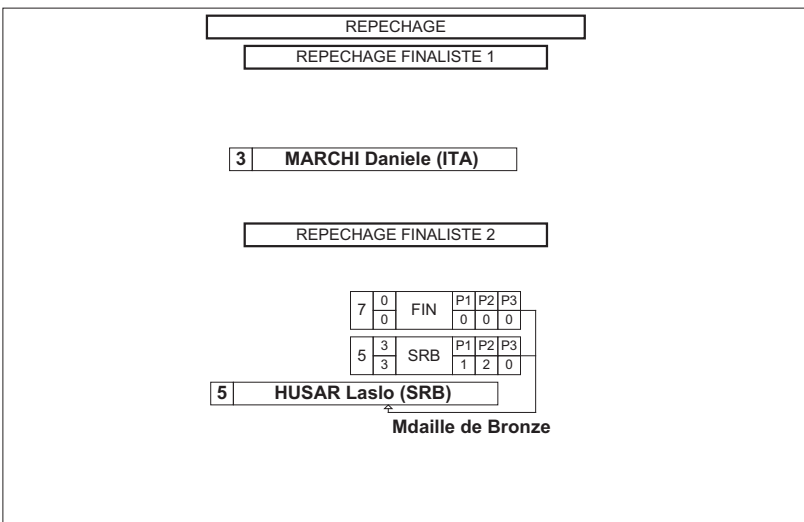 REPECHAGE
REPECHAGE FINALISTE 1
3 MARCHI Daniele (ITA)
REPECHAGE FINALISTE 2
7 0 FIN P1 P2 P3
0 0 0 0
5 3 SRB P1 P2 P3
3 1 2 0
5 HUSAR Laslo (SRB)
Mdaille de Bronze